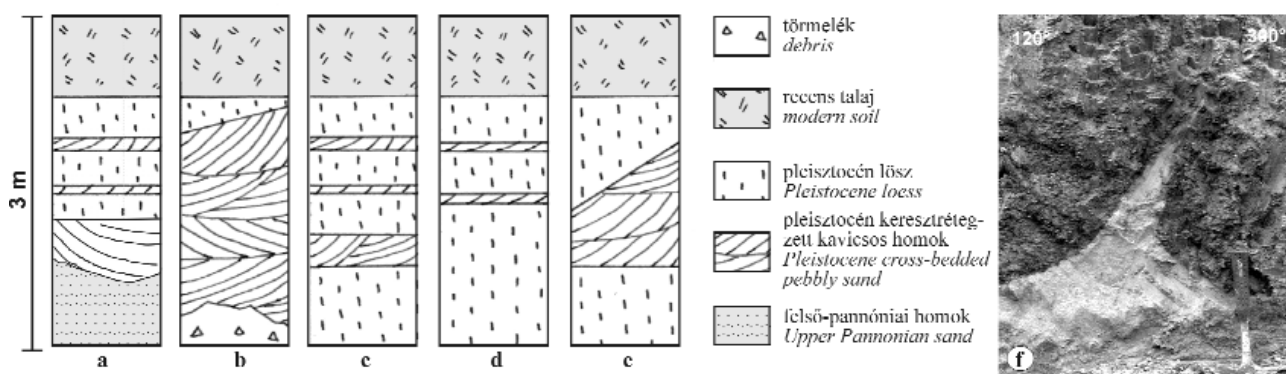 3 m
a b c d e
törmelék
debris
recens talaj
modern soil
pleisztocén lösz
Pleistocene loess
pleisztocén keresztréteg-
zett kavicsos homok
Pleistocene cross-bedded
pebbly sand
felső-pannóniai homok
Upper Pannonian sand
120° 300°
f